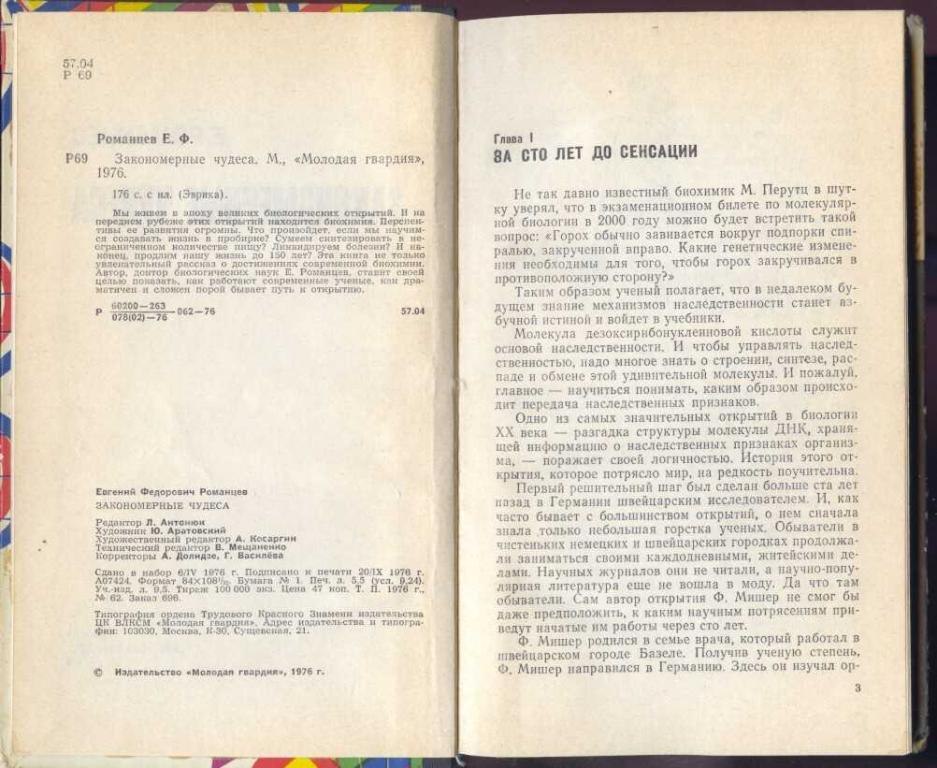 57.04
Р 69
Романцев Е. Ф.
Р69 Закономерные чудеса. М., «Молодая гвардия»,
1976.
176 с. с ил. (Эврика).
Мы живем в эпоху великих биологических открытий. И на
переднем рубеже этих открытий находится биохимия. Перспек-
тивы ее развития огромны. Что произойдет, если мы научим-
ся создавать жизнь в пробирке? Сумеем синтезировать в не-
ограниченном количестве пищу? Ликвидируем болезни? И на-
конец, продлим нашу жизнь до 150 лет? Эта книга не только
увлекательный рассказ о достижениях современной биохимии.
Автор, доктор биологических наук Е. Романцев, ставит своей
целью показать, как работают современные ученые, как дра-
матичен и сложен порой бывает путь к открытию.
60200—263
Р ———062—76 57.04
078(02)—76
Евгений Федорович Романцев
ЗАКОНОМЕРНЫЕ ЧУДЕСА
Редактор Л. Антонюк
Художник Ю. Аратовский
Художественный редактор А. Косаргин
Технический редактор В. Мещаненко
Корректоры А. Долидзе, Г. Василёва
Сдано в набор 6/IV 1976 г. Подписано к печати 20/IX 1976 г.
А07424. Формат 84×108¹/₃₂. Бумага № 1. Печ. л. 5,5 (усл. 9,24).
Уч.-изд. л. 9,5. Тираж 100 000 экз. Цена 47 коп. Т. П. 1976 г.,
№ 62. Заказ 696.
Типография ордена Трудового Красного Знамени издательства
ЦК ВЛКСМ «Молодая гвардия». Адрес издательства и типогра-
фии: 103030, Москва, К-30, Сущевская, 21.
© Издательство «Молодая гвардия», 1976 г.
Глава I
ЗА СТО ЛЕТ ДО СЕНСАЦИИ
Не так давно известный биохимик М. Перутц в шут-
ку уверял, что в экзаменационном билете по молекуляр-
ной биологии в 2000 году можно будет встретить такой
вопрос: «Горох обычно завивается вокруг подпорки спи-
ралью, закрученной вправо. Какие генетические измене-
ния необходимы для того, чтобы горох закручивался в
противоположную сторону?»
Таким образом ученый полагает, что в недалеком бу-
дущем знание механизмов наследственности станет аз-
бучной истиной и войдет в учебники.
Молекула дезоксирибонуклеиновой кислоты служит
основой наследственности. И чтобы управлять наслед-
ственностью, надо многое знать о строении, синтезе, рас-
паде и обмене этой удивительной молекулы. И пожалуй,
главное — научиться понимать, каким образом происхо-
дит передача наследственных признаков.
Одно из самых значительных открытий в биологии
XX века — разгадка структуры молекулы ДНК, храня-
щей информацию о наследственных признаках организ-
ма, — поражает своей логичностью. История этого от-
крытия, которое потрясло мир, на редкость поучительна.
Первый решительный шаг был сделан больше ста лет
назад в Германии швейцарским исследователем. И, как
часто бывает с большинством открытий, о нем сначала
знала только небольшая горстка ученых. Обыватели в
чистеньких немецких и швейцарских городках продолжа-
ли заниматься своими каждодневными, житейскими де-
лами. Научных журналов они не читали, а научно-попу-
лярная литература еще не вошла в моду. Да что там
обыватели. Сам автор открытия Ф. Мишер не смог бы
даже предположить, к каким научным потрясениям при-
ведут начатые им работы через сто лет.
Ф. Мишер родился в семье врача, который работал в
швейцарском городе Базеле. Получив ученую степень,
Ф. Мишер направился в Германию. Здесь он изучал ор-
3